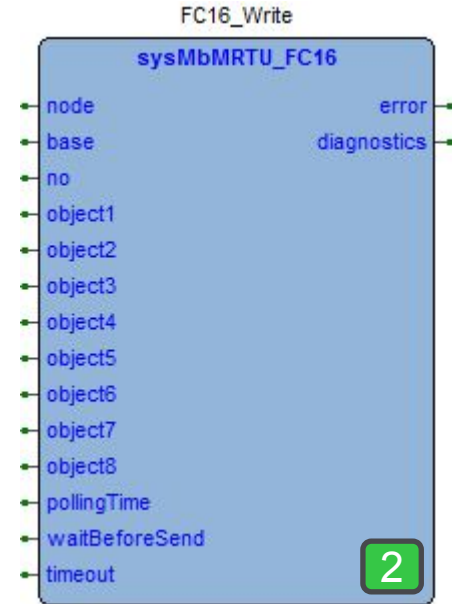 FC16_Write
sysMbMRTU_FC16
node error
base diagnostics
no
object1
object2
object3
object4
object5
object6
object7
object8
pollingTime
waitBeforeSend
timeout
2